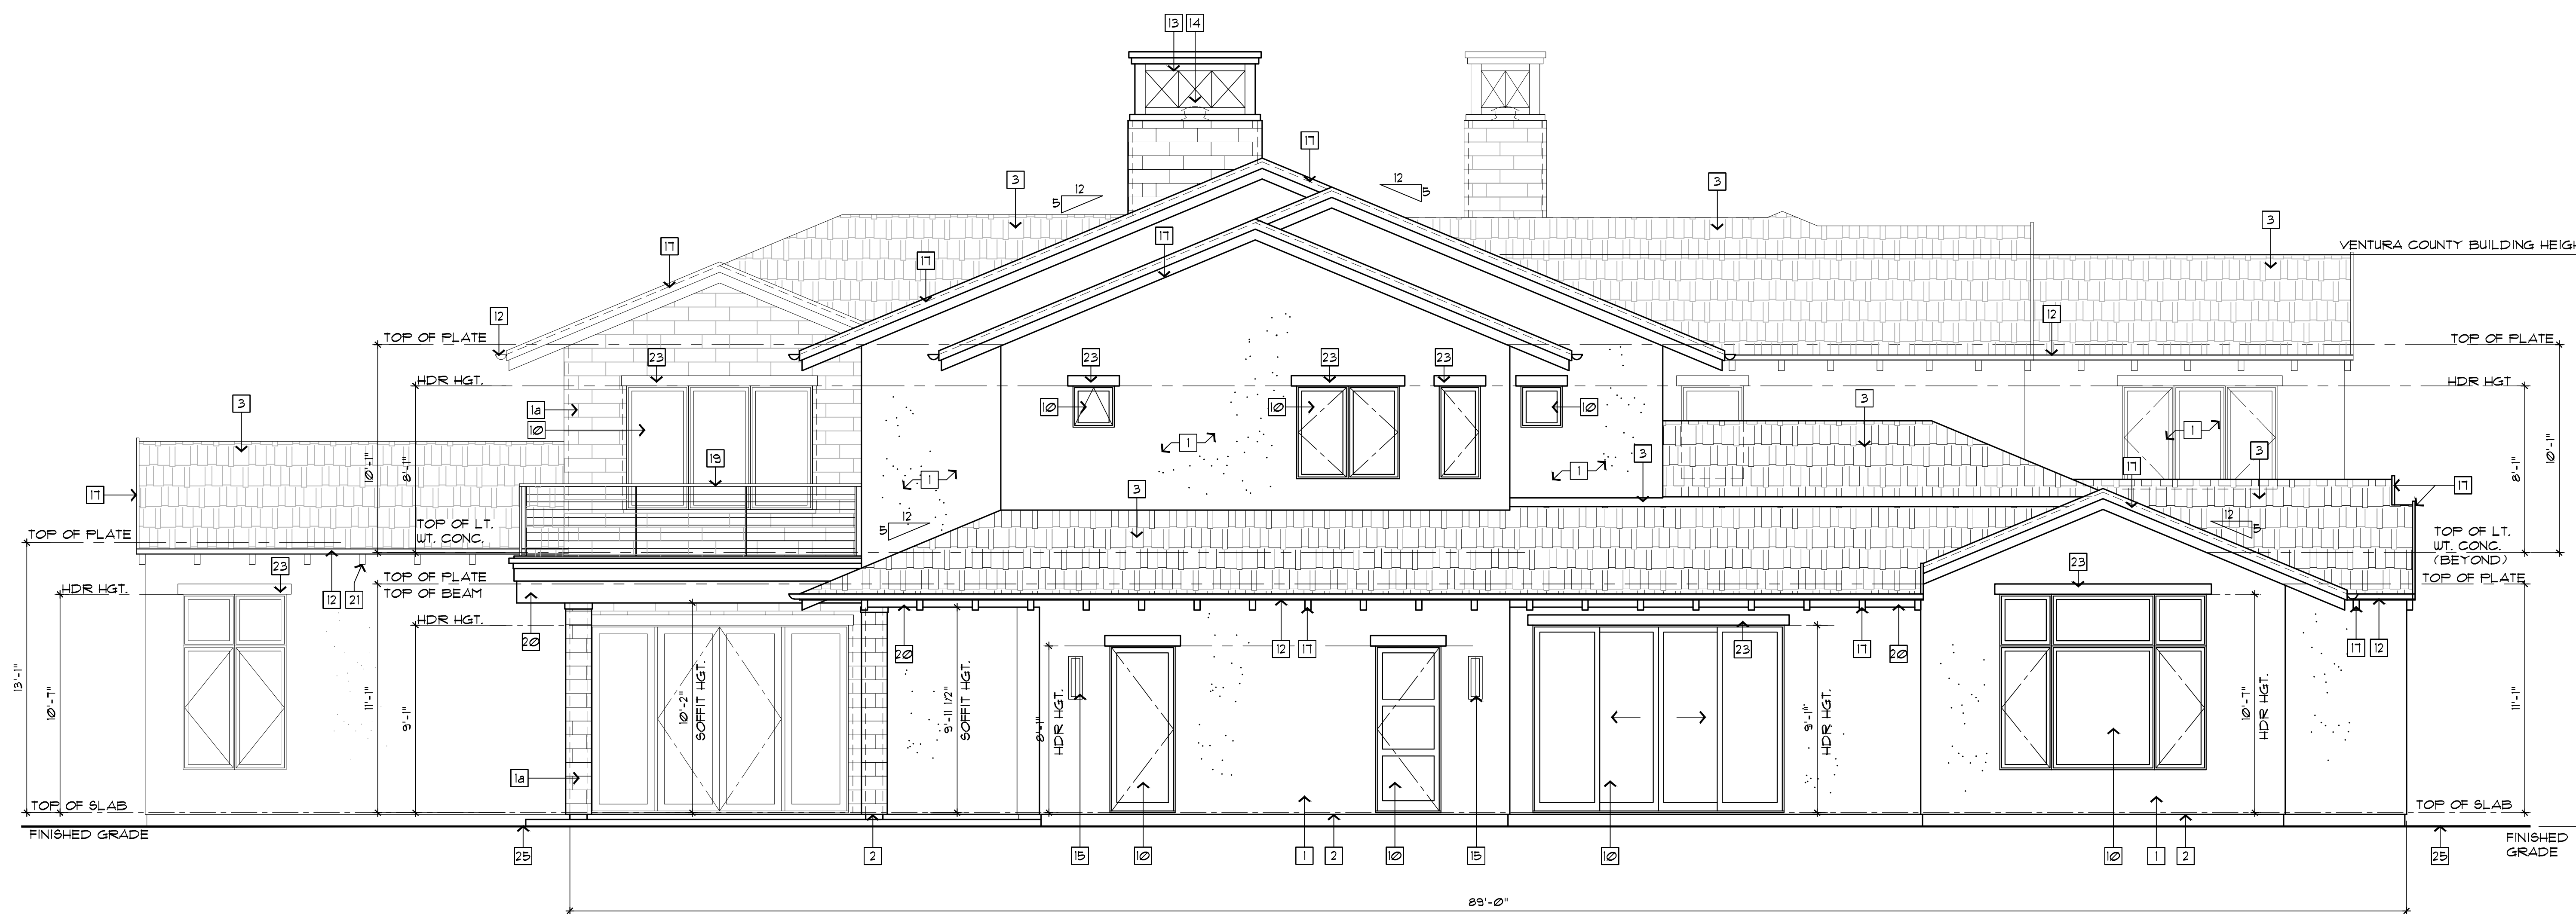 13 14
17
12
5
12
5
3
3
3
17
17
17
VENTURA COUNTY BUILDING
12
12
TOP OF PLATE
TOP OF PLATE
23
23
23
23
HDR HGT.
HDR HGT
3
1a
10
10
10
10
3
10'-1"
8'-1"
1
1
1
1
19
3
3
3
17
17
17
8'-1"
10'-1"
12
5
12
5
TOP OF PLATE
TOP OF LT.
WT. CONC.
TOP OF LT.
WT. CONC.
(BEYOND)
23
23
TOP OF PLATE
TOP OF BEAM
TOP OF PLATE
HDR HGT.
12 21
HDR HGT.
20
20
12 17
23
17
20
17 12
13'-1"
10'-7"
11'-1"
9'-1"
10'-2"
SOFFIT HGT.
9'-11 1/2"
SOFFIT HGT.
8'-1"
HDR HGT.
9'-1"
HDR HGT.
10'-7"
HDR HGT.
11'-1"
1a
TOP OF SLAB
TOP OF SLAB
FINISHED GRADE
FINISHED
GRADE
25
2
15
10
1
2
10
15
10
10
1
2
25
89'-0"